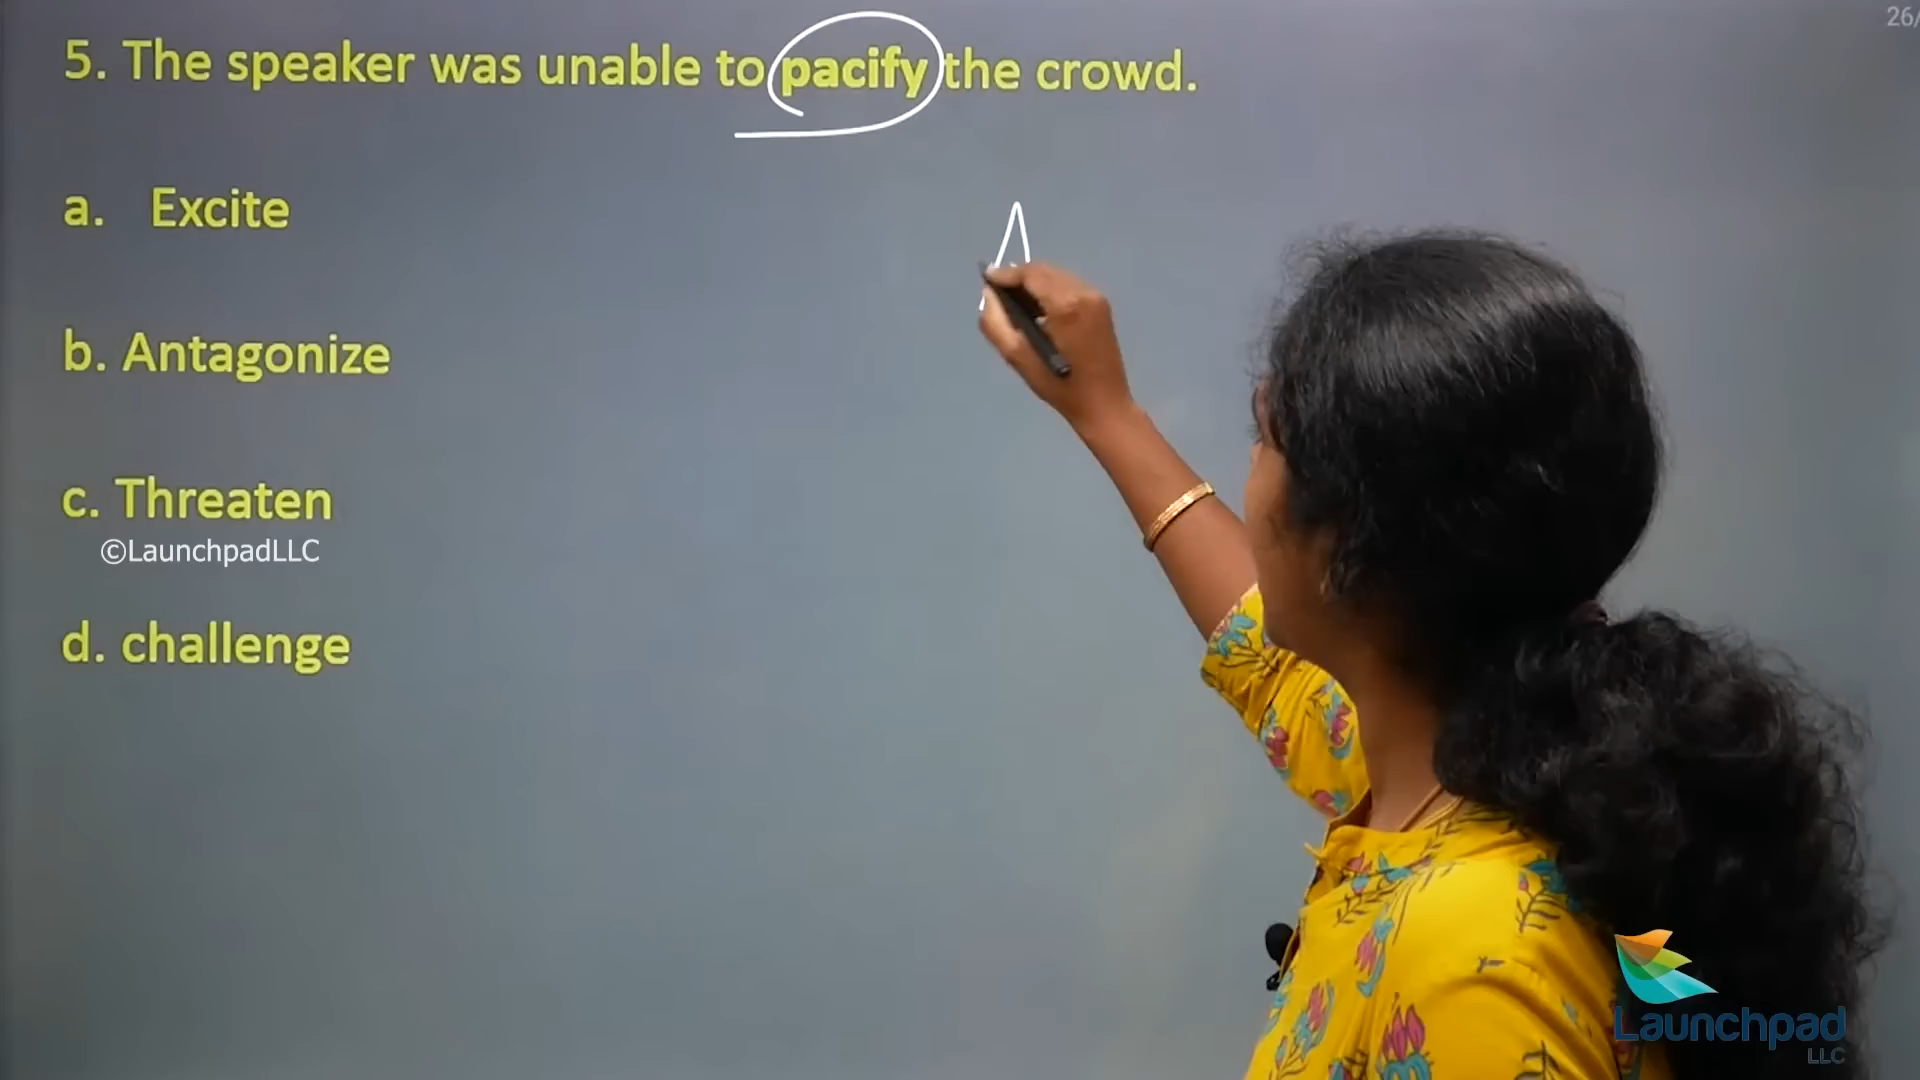 26/
5. The speaker was unable to pacify the crowd.
a. Excite
b. Antagonize
c. Threaten
©LaunchpadLLC
d. challenge
Launchpad
LLC